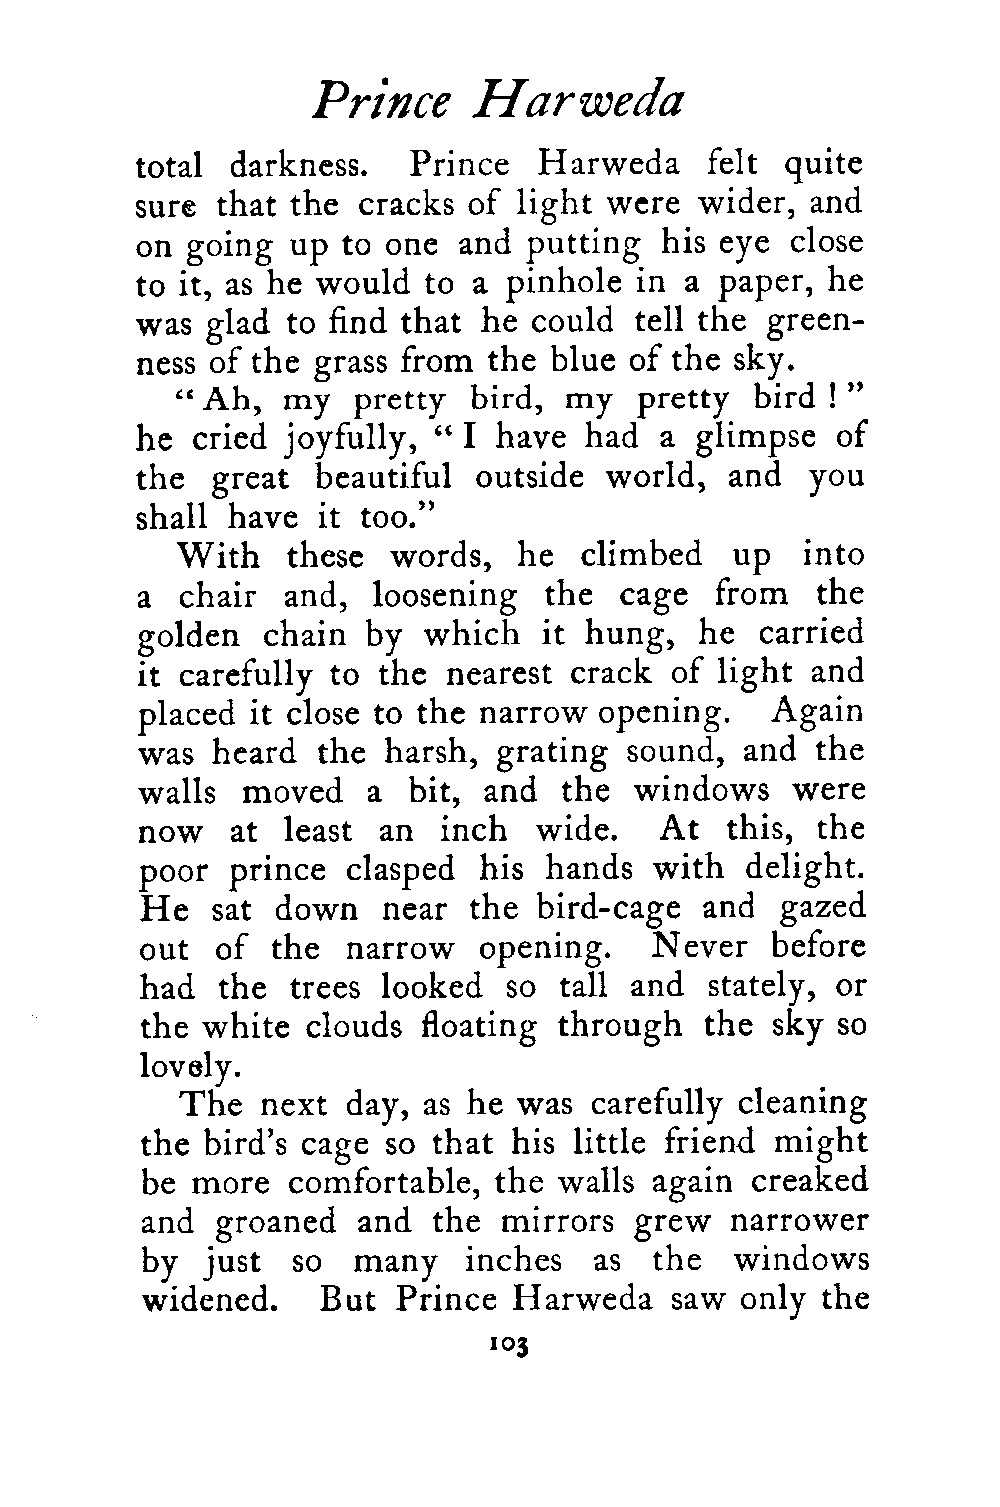 Prince Harweda
total darkness. Prince Harweda felt quite
sure that the cracks of light were wider, and
on going up to one and putting his eye close
to it, as he would to a pinhole in a paper, he
was glad to find that he could tell the green-
ness of the grass from the blue of the sky.
“Ah, my pretty bird, my pretty bird!”
he cried joyfully, “I have had a glimpse of
the great beautiful outside world, and you
shall have it too.”
With these words, he climbed up into
a chair and, loosening the cage from the
golden chain by which it hung, he carried
it carefully to the nearest crack of light and
placed it close to the narrow opening. Again
was heard the harsh, grating sound, and the
walls moved a bit, and the windows were
now at least an inch wide. At this, the
poor prince clasped his hands with delight.
He sat down near the bird-cage and gazed
out of the narrow opening. Never before
had the trees looked so tall and stately, or
the white clouds floating through the sky so
lovely.
The next day, as he was carefully cleaning
the bird’s cage so that his little friend might
be more comfortable, the walls again creaked
and groaned and the mirrors grew narrower
by just so many inches as the windows
widened. But Prince Harweda saw only the
103